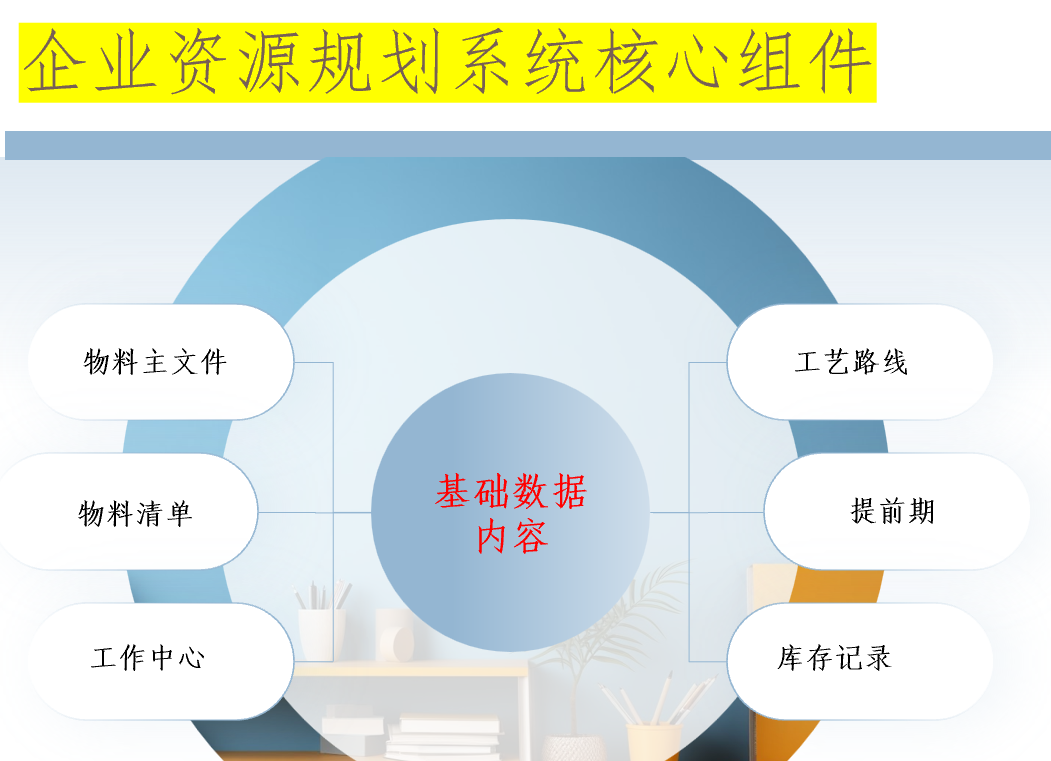 企业资源规划系统核心组件
物料主文件
工艺路线
物料清单
基础数据
内容
提前期
工作中心
库存记录